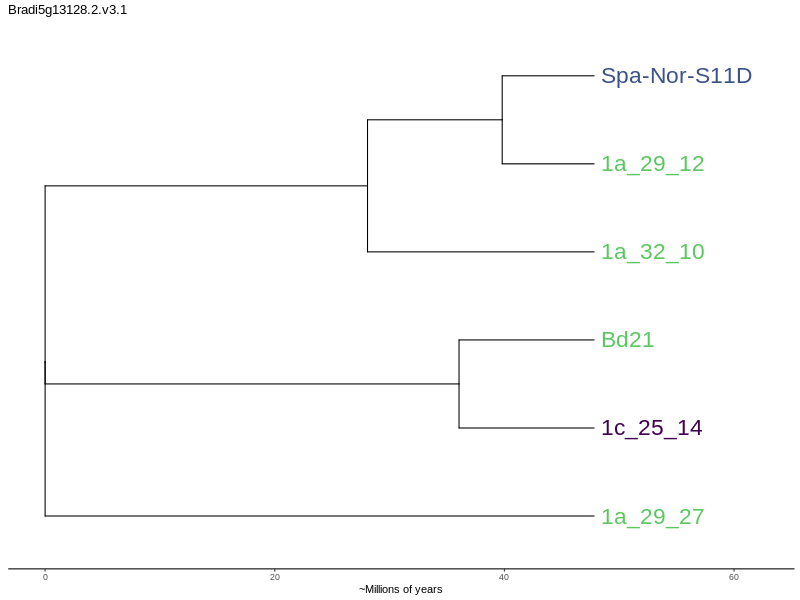 Bradi5g13128.2.v3.1
Spa-Nor-S11D
1a_29_12
1a_32_10
Bd21
1c_25_14
1a_29_27
0 20 40 60
~Millions of years